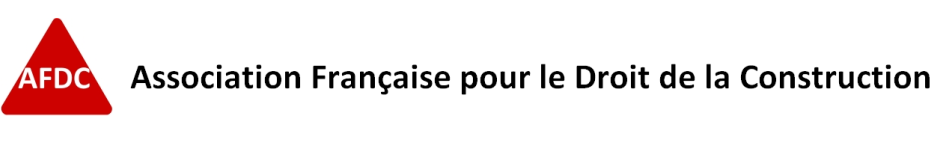 AFDC
Association Française pour le Droit de la Construction